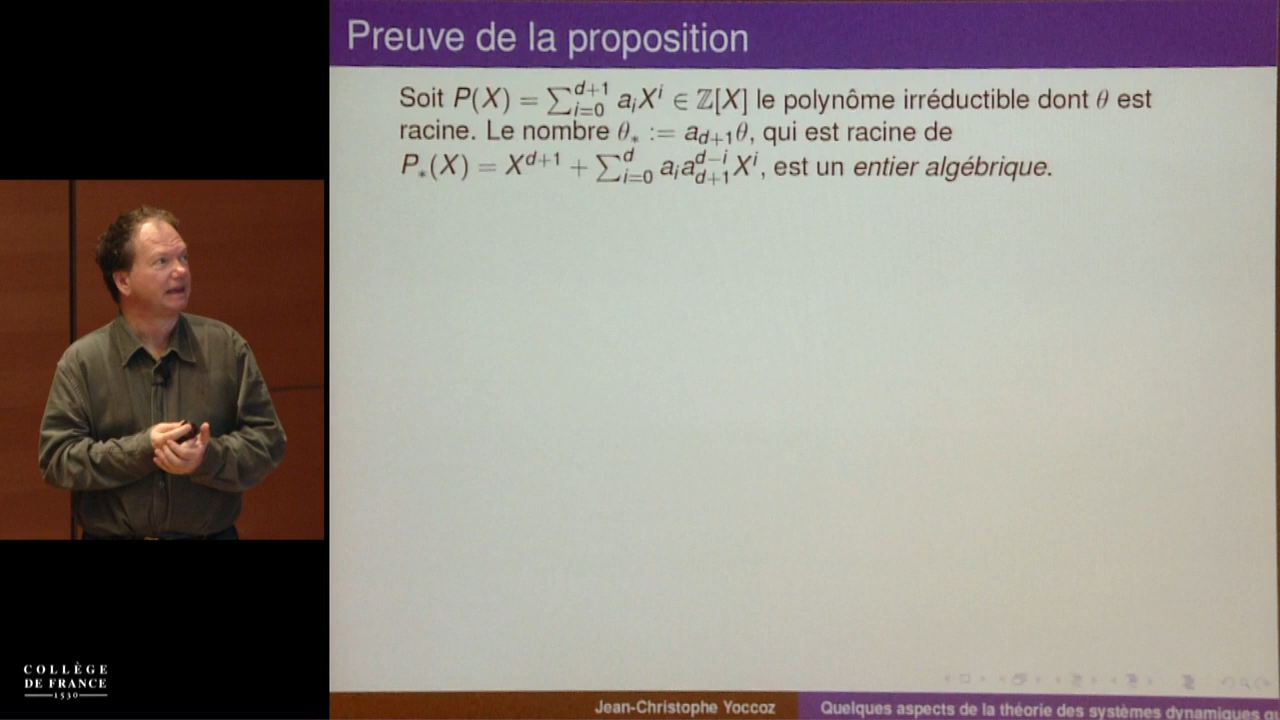 Preuve de la proposition
Soit P(X) = ∑_{i=0}^{d+1} a_i X^i ∈ ℤ[X] le polynôme irréductible dont θ est
racine. Le nombre θ_* := a_{d+1}θ, qui est racine de
P_*(X) = X^{d+1} + ∑_{i=0}^{d} a_i a_{d+1}^{d−i} X^i, est un entier algébrique.
COLLÈGE
DE FRANCE
1530
Jean-Christophe Yoccoz
Quelques aspects de la théorie des systèmes dynamiques